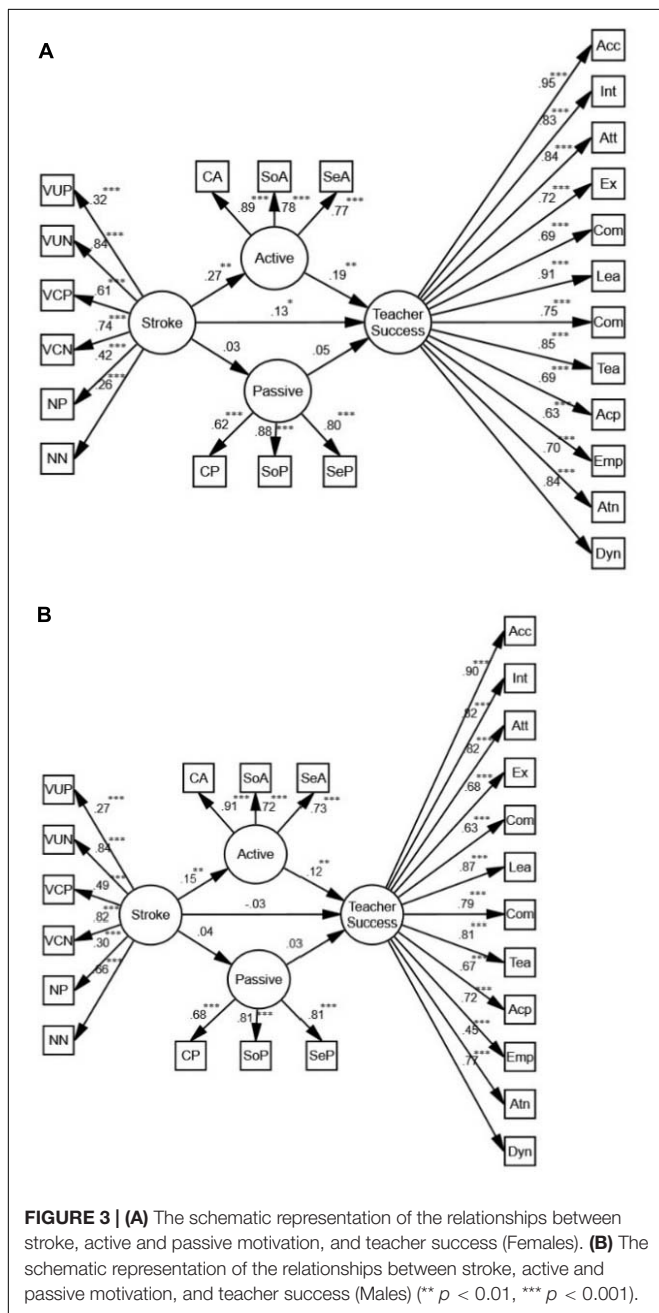 A
Acc
Int
Att
Ex
Com
Lea
Com
Tea
Acp
Emp
Atn
Dyn
.95***
.83***
.84***
.72***
.69***
.91***
.75***
.85***
.69***
.63***
.70***
.84***
CA
SoA
SeA
.89***
.78***
.77***
VUP
VUN
VCP
VCN
NP
NN
.32***
.84***
.61***
.74***
.42***
.26***
Active
Stroke
Passive
Teacher
Success
.27**
.19**
.13*
.03
.05
.62***
.88***
.80***
CP
SoP
SeP
B
Acc
Int
Att
Ex
Com
Lea
Com
Tea
Acp
Emp
Atn
Dyn
.90***
.82***
.82***
.68***
.63***
.87***
.79***
.81***
.67***
.72***
.45***
.77***
CA
SoA
SeA
.91***
.72***
.73***
VUP
VUN
VCP
VCN
NP
NN
.27***
.84***
.49***
.82***
.30***
.66***
Active
Stroke
Passive
Teacher
Success
.15**
.12**
-.03
.04
.03
.68***
.81***
.81***
CP
SoP
SeP
FIGURE 3 | (A) The schematic representation of the relationships between
stroke, active and passive motivation, and teacher success (Females). (B) The
schematic representation of the relationships between stroke, active and
passive motivation, and teacher success (Males) (** p < 0.01, *** p < 0.001).